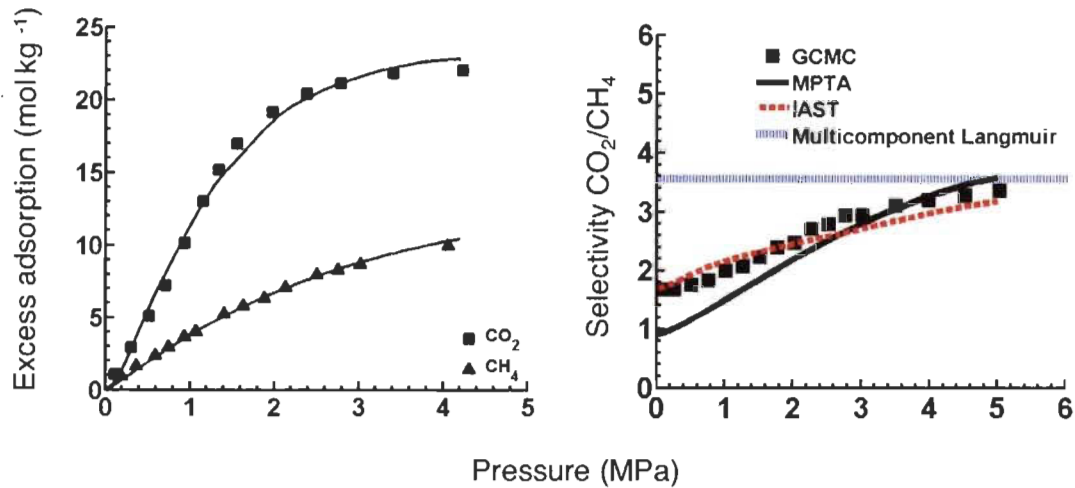 Excess adsorption (mol kg⁻¹)
25
20
15
10
5
0
0 1 2 3 4 5
CO₂
CH₄
Selectivity CO₂/CH₄
6
5
4
3
2
1
0
0 1 2 3 4 5 6
GCMC
MPTA
IAST
Multicomponent Langmuir
Pressure (MPa)